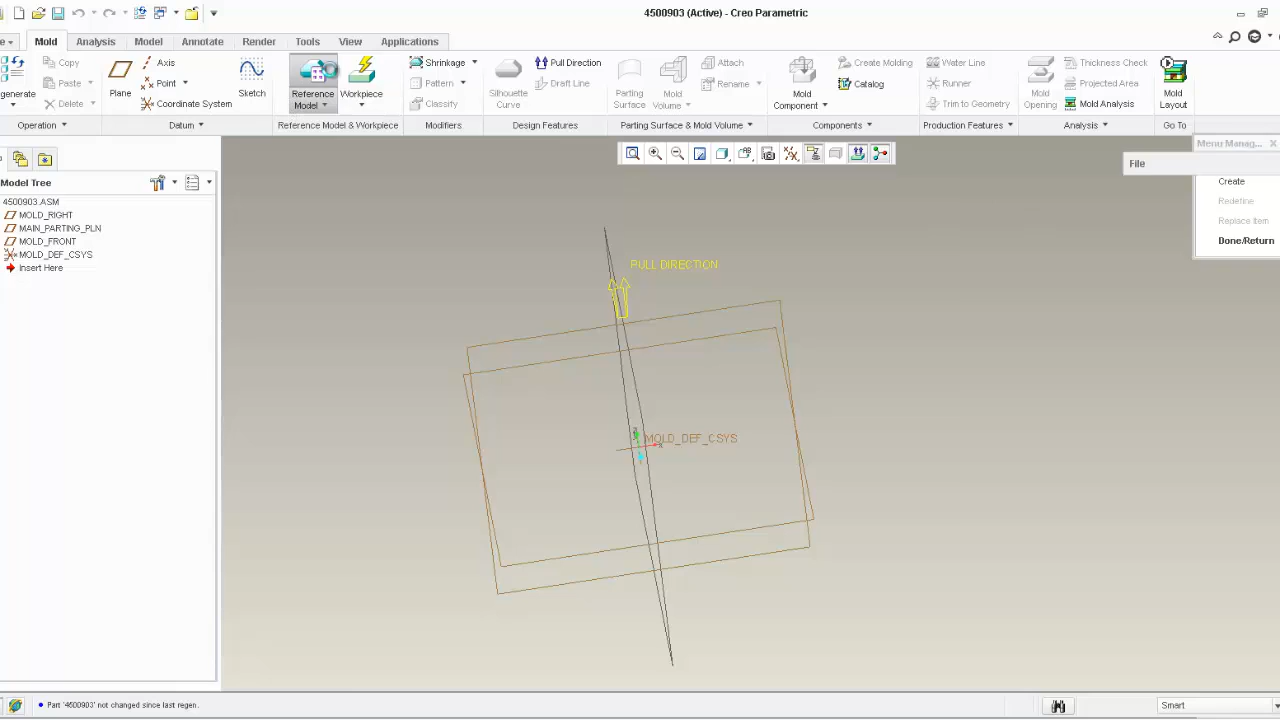 4500903 (Active) - Creo Parametric
Mold Analysis Model Annotate Render Tools View Applications
generate
Copy
Paste
Delete
Operation
Plane
Axis
Point
Coordinate System
Sketch
Datum
Reference
Model
Workpiece
Reference Model & Workpiece
Shrinkage
Pattern
Classify
Modifiers
Silhouette
Curve
Pull Direction
Draft Line
Design Features
Parting
Surface
Mold
Volume
Attach
Rename
Parting Surface & Mold Volume
Mold
Component
Create Molding
Catalog
Components
Water Line
Runner
Trim to Geometry
Production Features
Mold
Opening
Thickness Check
Projected Area
Mold Analysis
Analysis
Mold
Layout
Go To
Model Tree
4500903.ASM
MOLD_RIGHT
MAIN_PARTING_PLN
MOLD_FRONT
MOLD_DEF_CSYS
Insert Here
PULL DIRECTION
MOLD_DEF_CSYS
X
Menu Manag...
File
Create
Redefine
Replace Item
Done/Return
Part '4500903' not changed since last regen.
Smart